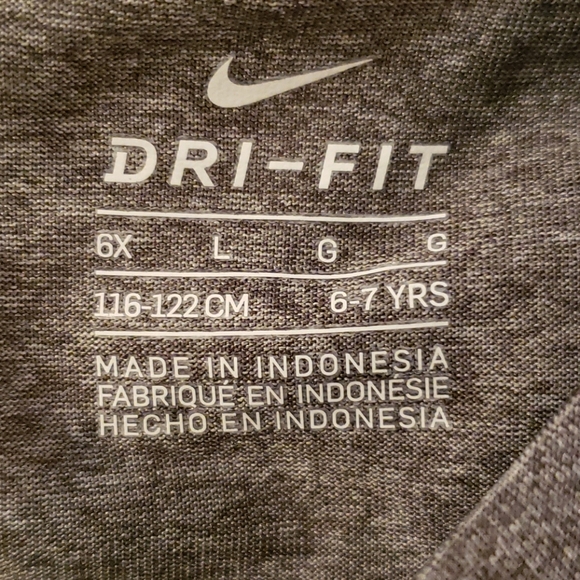 DRI-FIT
6X L G G
116-122 CM 6-7 YRS
MADE IN INDONESIA
FABRIQUÉ EN INDONÉSIE
HECHO EN INDONESIA